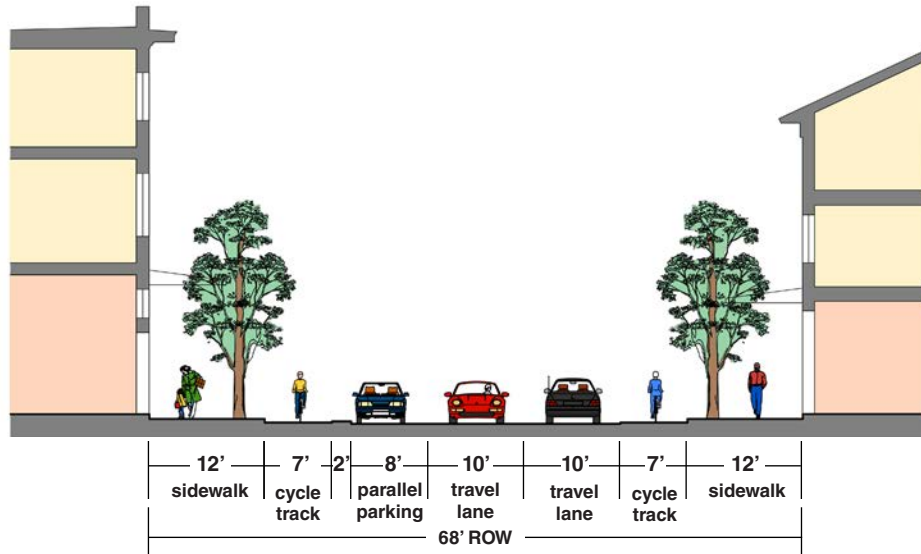 12' 7' 2' 8' 10' 10' 7' 12'
sidewalk cycle parallel travel travel cycle sidewalk
track parking lane lane track
68' ROW